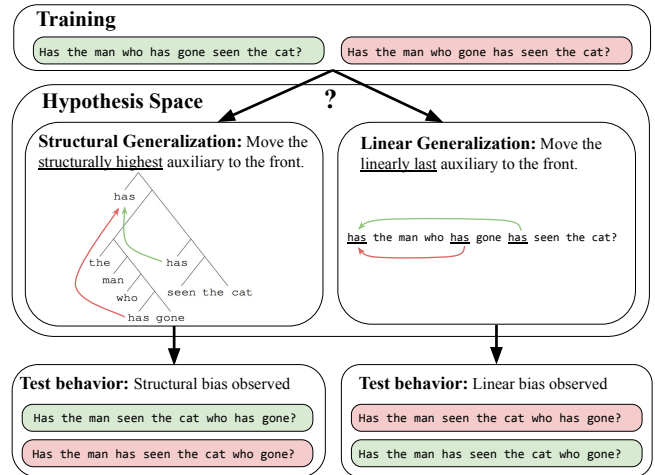 Training
Has the man who has gone seen the cat?
Has the man who gone has seen the cat?
Hypothesis Space
?
Structural Generalization: Move the
structurally highest auxiliary to the front.
has
the
has
man
who
seen the cat
has gone
Linear Generalization: Move the
linearly last auxiliary to the front.
has the man who has gone has seen the cat?
Test behavior: Structural bias observed
Has the man seen the cat who has gone?
Has the man has seen the cat who gone?
Test behavior: Linear bias observed
Has the man seen the cat who has gone?
Has the man has seen the cat who gone?